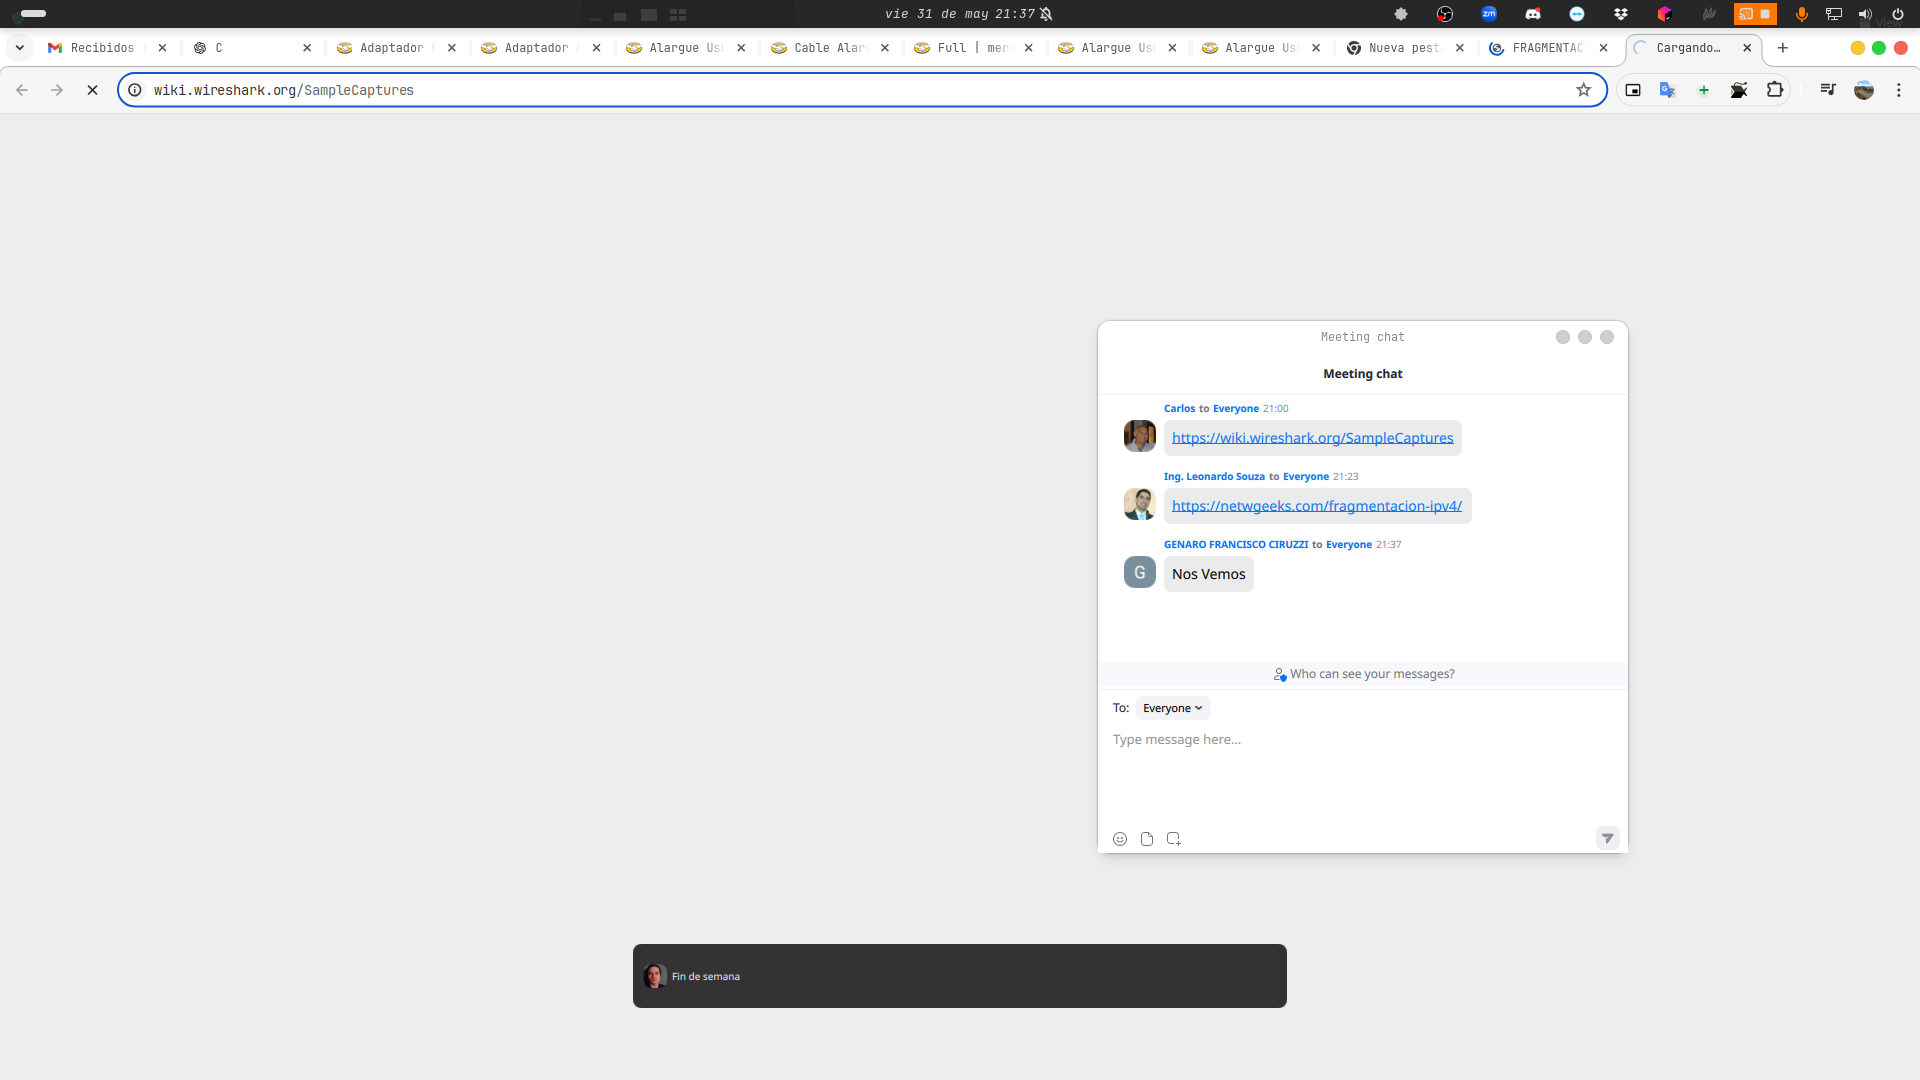 vie 31 de may 21:37
zm
View
Recibidos
C
Adaptador
Adaptador
Alargue Us
Cable Alar
Full | mer
Alargue Us
Alargue Us
Nueva pest
FRAGMENTAC
Cargando…
wiki.wireshark.org/SampleCaptures
Meeting chat
Meeting chat
Carlos to Everyone 21:00
https://wiki.wireshark.org/SampleCaptures
Ing. Leonardo Souza to Everyone 21:23
https://netwgeeks.com/fragmentacion-ipv4/
GENARO FRANCISCO CIRUZZI to Everyone 21:37
G
Nos Vemos
Who can see your messages?
To: Everyone
Type message here...
Fin de semana